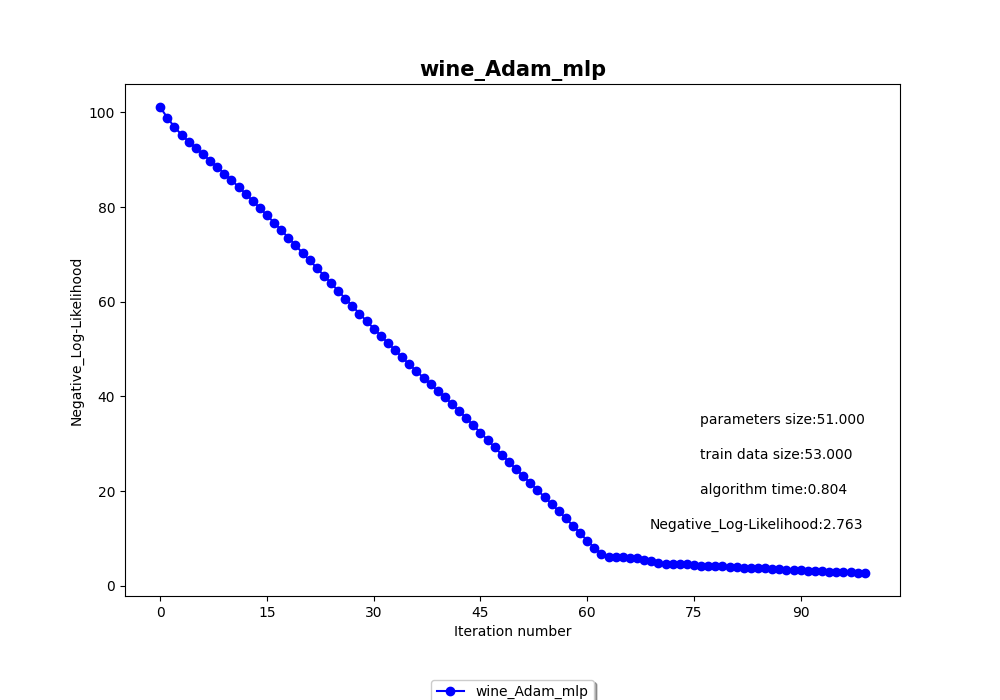 wine_Adam_mlp
100
80
60
40
20
0
Negative_Log-Likelihood
parameters size:51.000
train data size:53.000
algorithm time:0.804
Negative_Log-Likelihood:2.763
0 15 30 45 60 75 90
Iteration number
wine_Adam_mlp